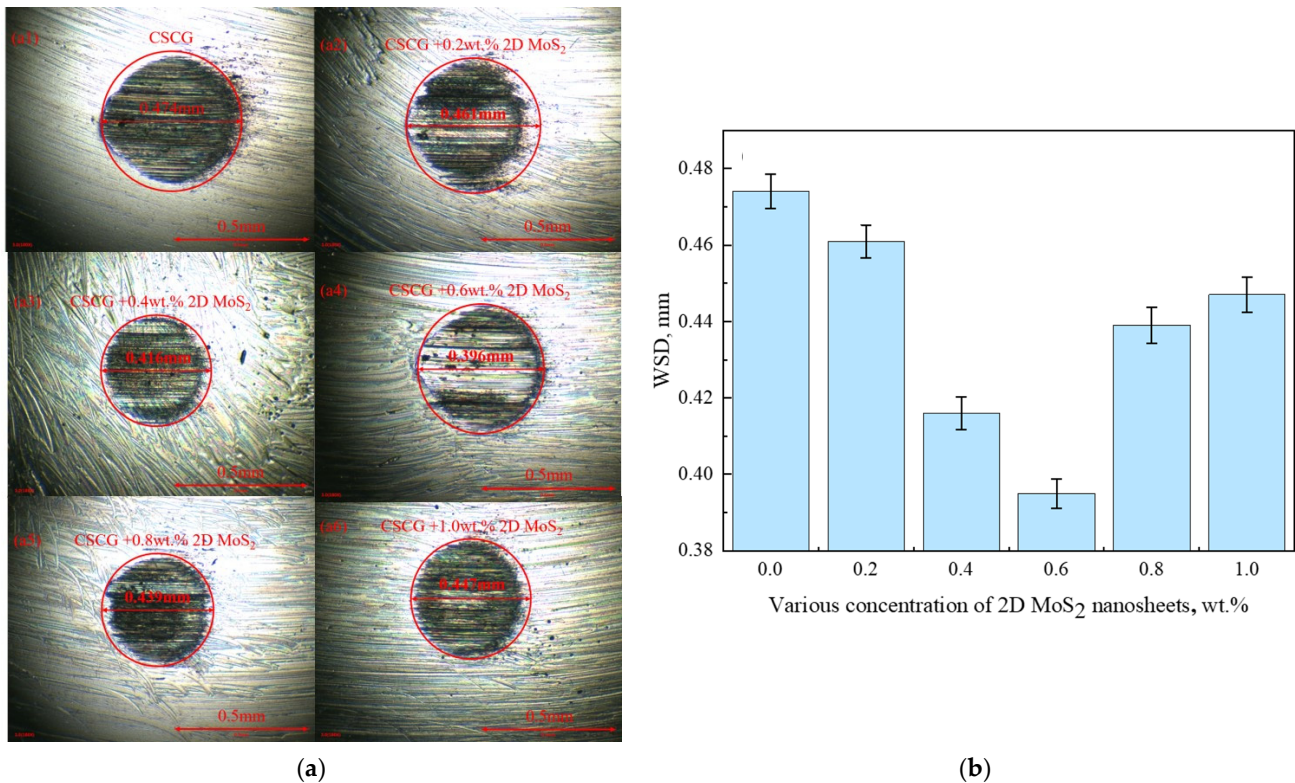 (a1)
CSCG
0.474mm
0.5mm
(a2)
CSCG +0.2wt.% 2D MoS₂
0.461mm
0.5mm
(a3)
CSCG +0.4wt.% 2D MoS₂
0.416mm
0.5mm
(a4)
CSCG +0.6wt.% 2D MoS₂
0.396mm
0.5mm
(a5)
CSCG +0.8wt.% 2D MoS₂
0.439mm
0.5mm
(a6)
CSCG +1.0wt.% 2D MoS₂
0.447mm
0.5mm
(a)
WSD, mm
0.48
0.46
0.44
0.42
0.40
0.38
0.0 0.2 0.4 0.6 0.8 1.0
Various concentration of 2D MoS₂ nanosheets, wt.%
(b)